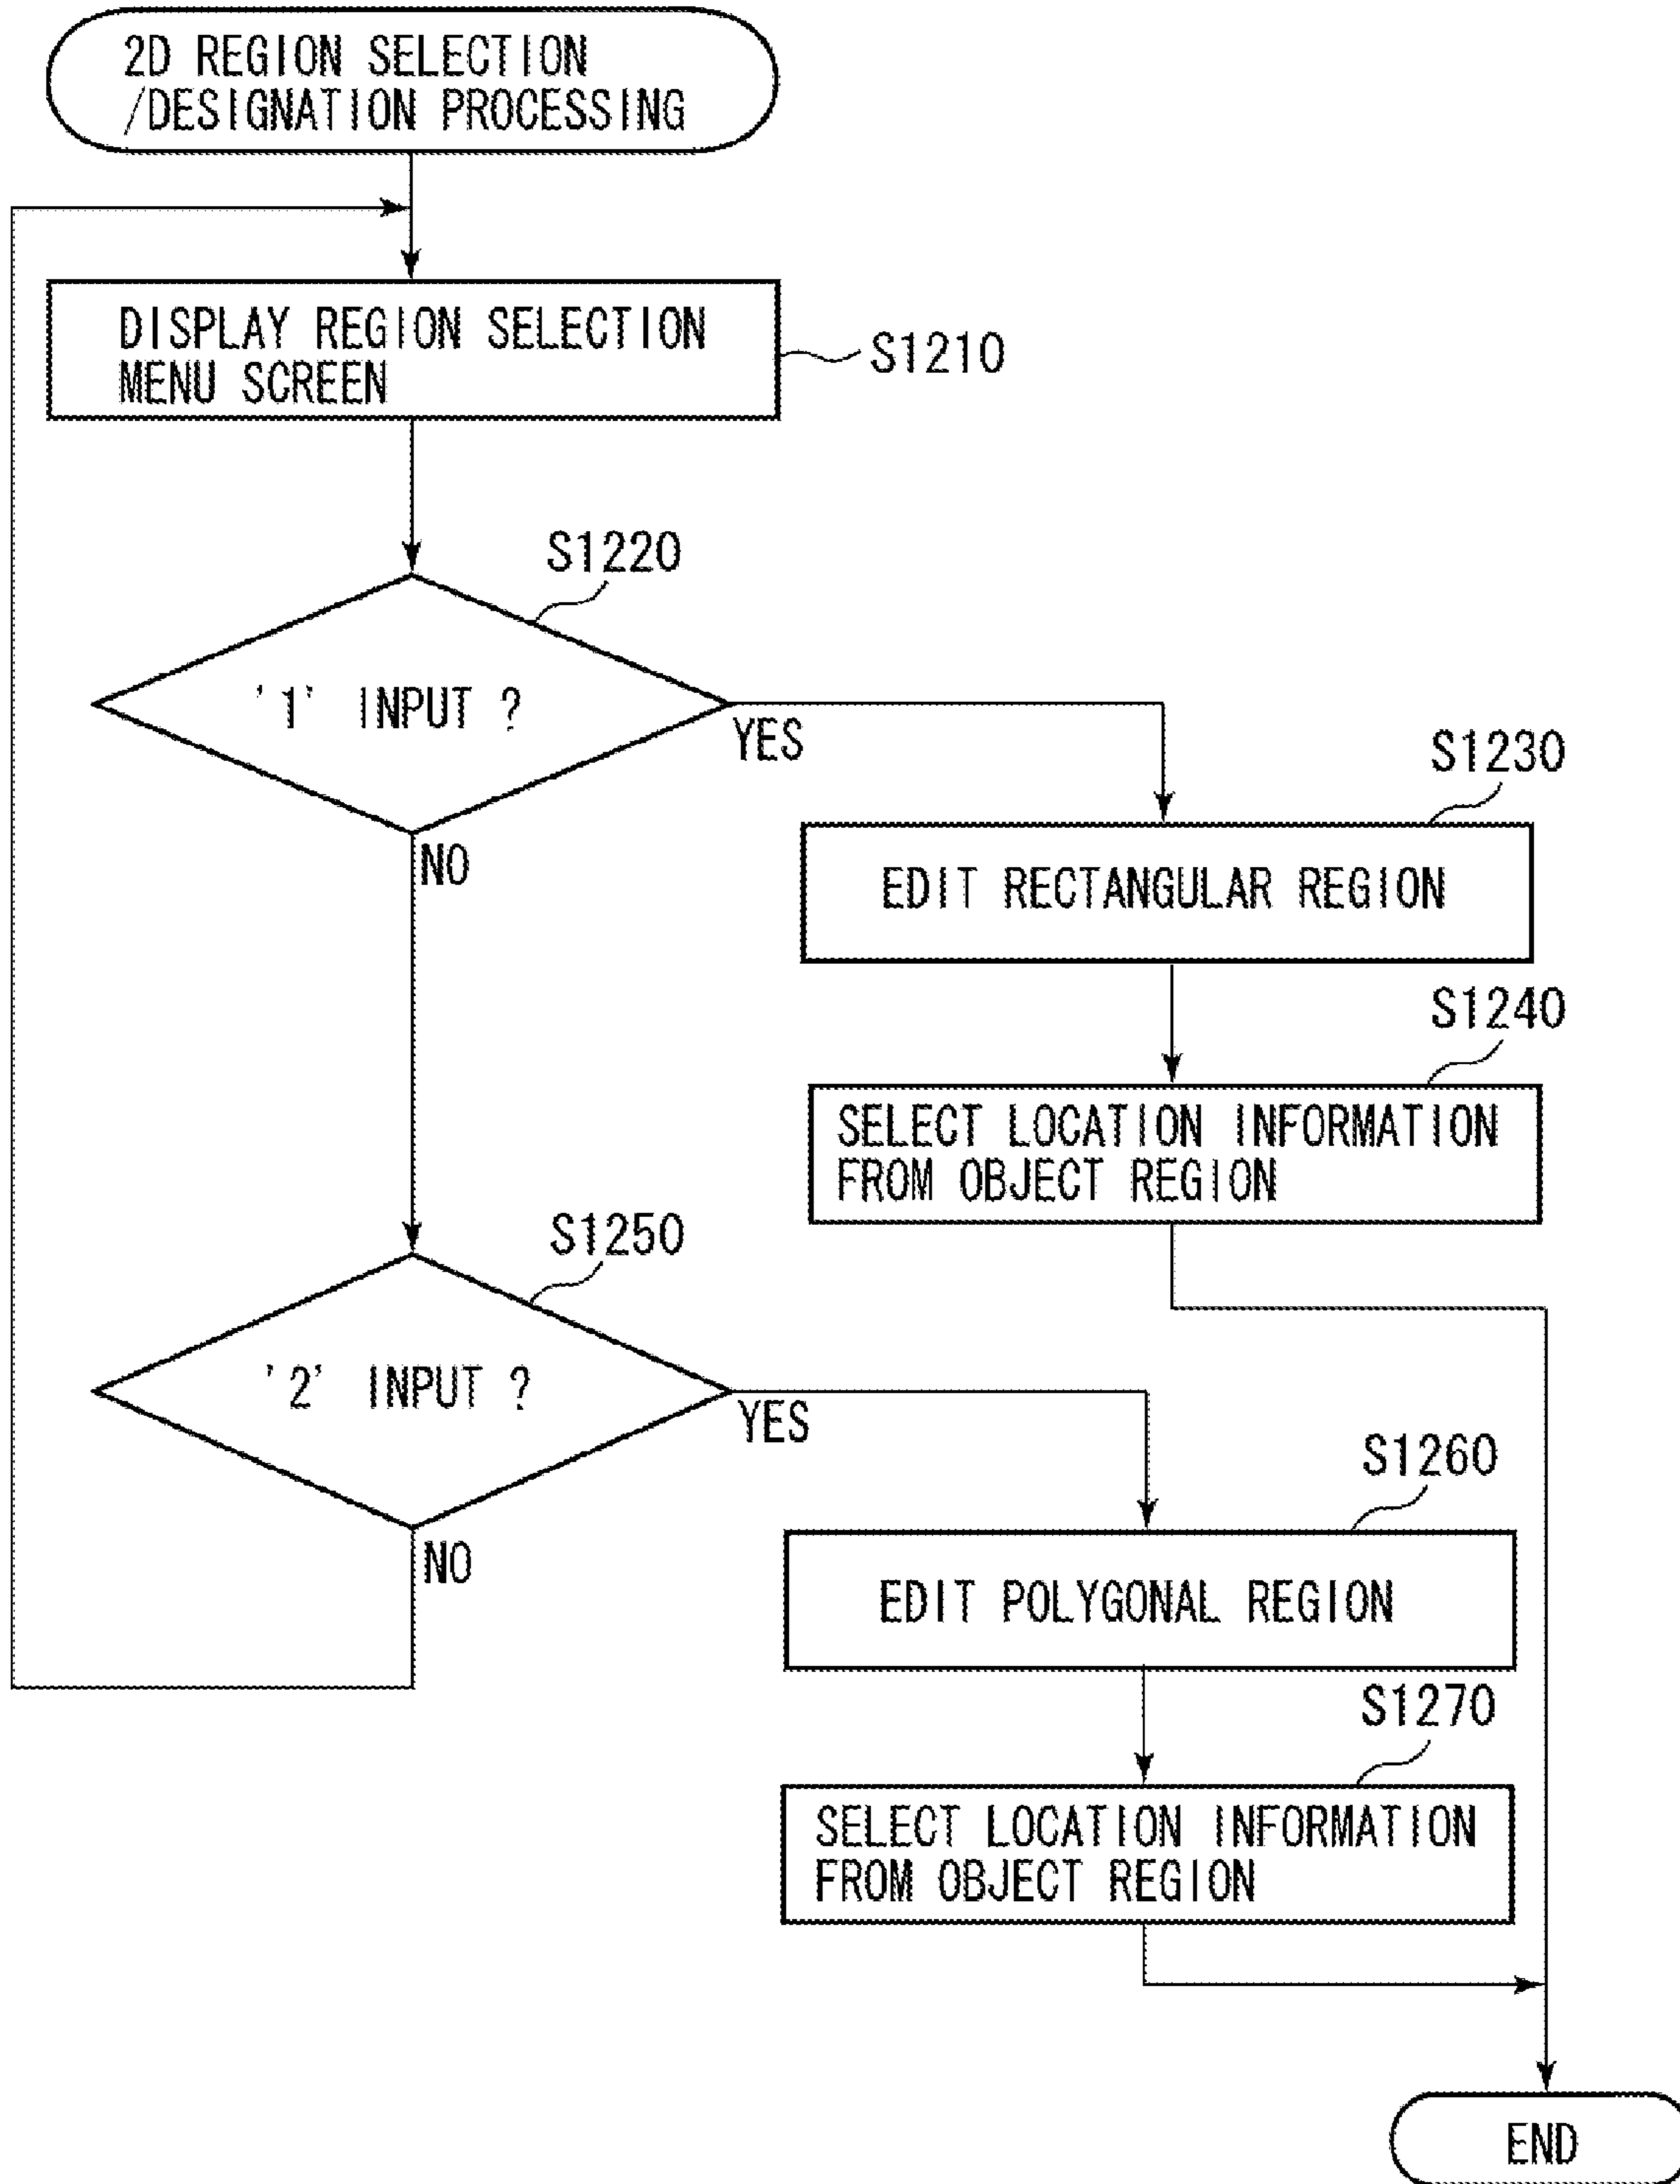 2D REGION SELECTION
/DESIGNATION PROCESSING
DISPLAY REGION SELECTION
MENU SCREEN
S1210
S1220
'1' INPUT ?
YES
NO
S1230
EDIT RECTANGULAR REGION
S1240
SELECT LOCATION INFORMATION
FROM OBJECT REGION
S1250
'2' INPUT ?
YES
NO
S1260
EDIT POLYGONAL REGION
S1270
SELECT LOCATION INFORMATION
FROM OBJECT REGION
END